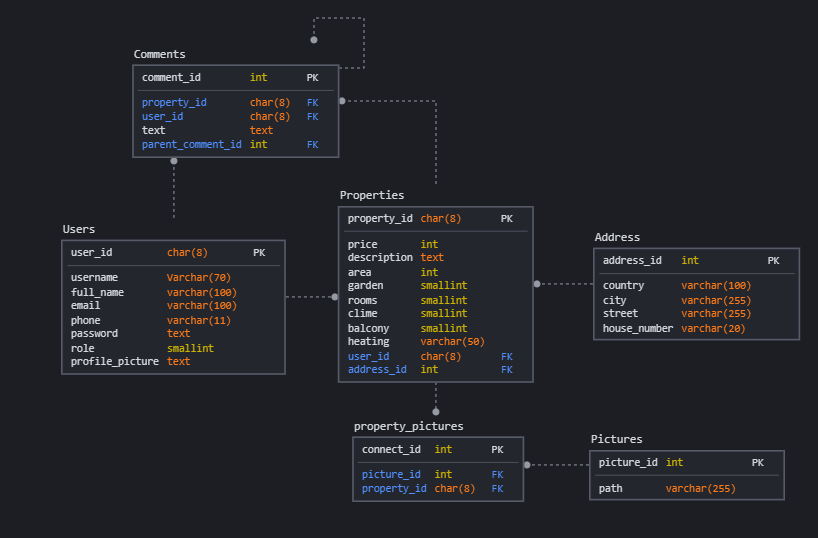 Comments
comment_id int PK
property_id char(8) FK
user_id char(8) FK
text text
parent_comment_id int FK
Users
user_id char(8) PK
username Varchar(70)
full_name varchar(100)
email varchar(100)
phone varchar(11)
password text
role smallint
profile_picture text
Properties
property_id char(8) PK
price int
description text
area int
garden smallint
rooms smallint
clime smallint
balcony smallint
heating varchar(50)
user_id char(8) FK
address_id int FK
Address
address_id int PK
country varchar(100)
city varchar(255)
street varchar(255)
house_number varchar(20)
property_pictures
connect_id int PK
picture_id int FK
property_id char(8) FK
Pictures
picture_id int PK
path varchar(255)